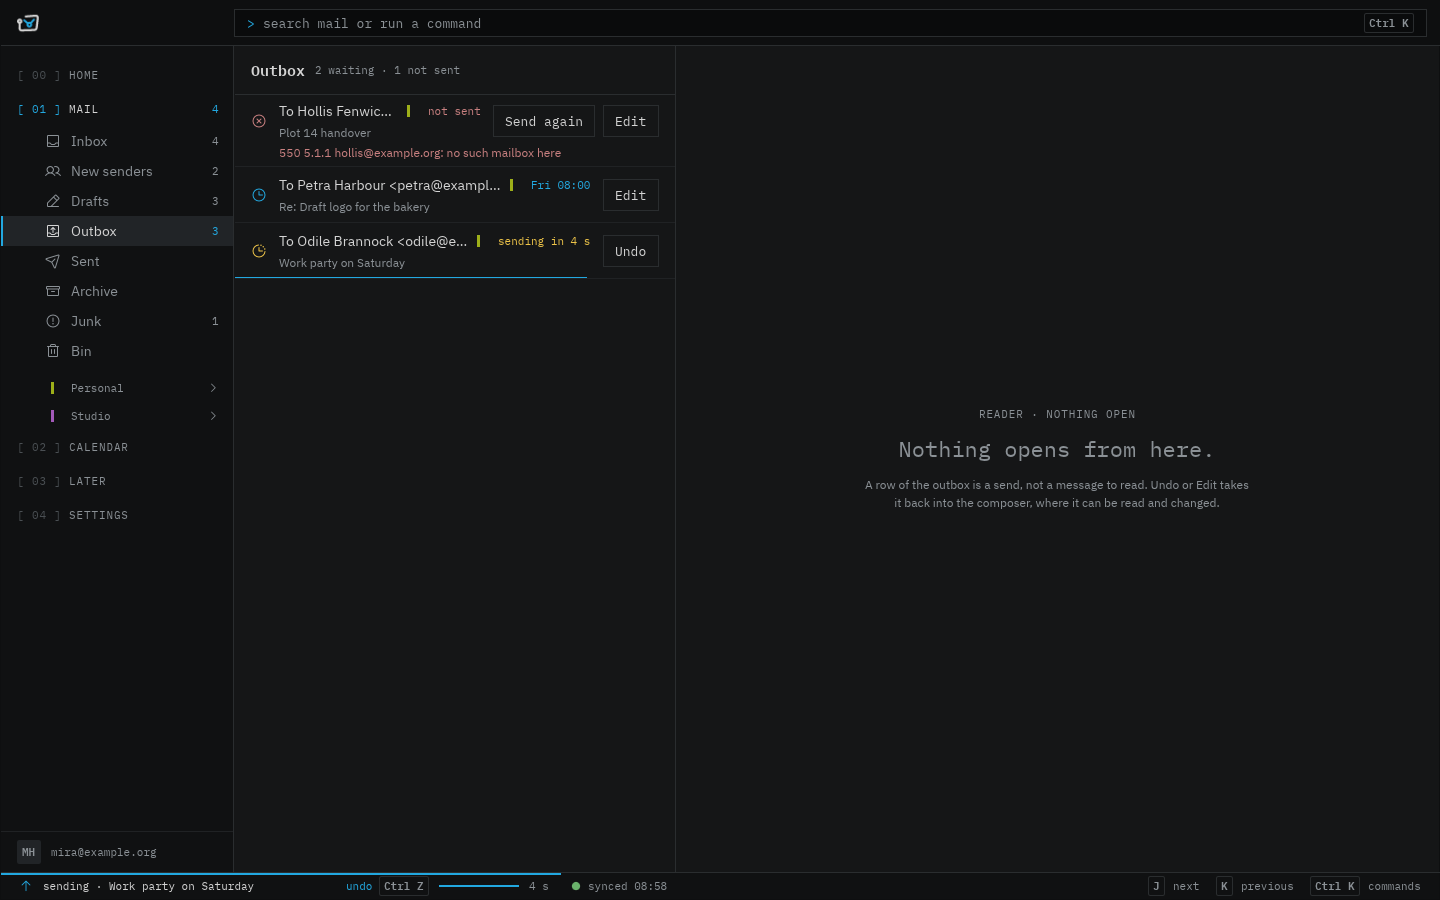 > search mail or run a command Ctrl K
[ 00 ] HOME
[ 01 ] MAIL 4
Inbox 4
New senders 2
Drafts 3
Outbox 3
Sent
Archive
Junk 1
Bin
Personal
Studio
[ 02 ] CALENDAR
[ 03 ] LATER
[ 04 ] SETTINGS
MH mira@example.org
Outbox 2 waiting · 1 not sent
To Hollis Fenwic... not sent Send again Edit
Plot 14 handover
550 5.1.1 hollis@example.org: no such mailbox here
To Petra Harbour <petra@exampl... Fri 08:00 Edit
Re: Draft logo for the bakery
To Odile Brannock <odile@e... sending in 4 s Undo
Work party on Saturday
READER · NOTHING OPEN
Nothing opens from here.
A row of the outbox is a send, not a message to read. Undo or Edit takes
it back into the composer, where it can be read and changed.
sending · Work party on Saturday undo Ctrl Z 4 s synced 08:58 J next K previous Ctrl K commands